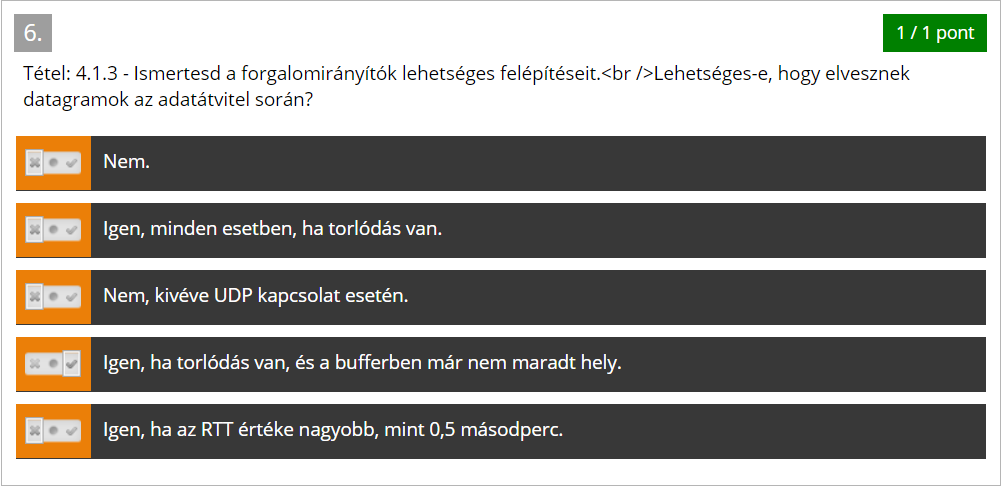 6.
1 / 1 pont
Tétel: 4.1.3 - Ismertesd a forgalomirányítók lehetséges felépítéseit.<br />Lehetséges-e, hogy elvesznek
datagramok az adatátvitel során?
Nem.
Igen, minden esetben, ha torlódás van.
Nem, kivéve UDP kapcsolat esetén.
Igen, ha torlódás van, és a bufferben már nem maradt hely.
Igen, ha az RTT értéke nagyobb, mint 0,5 másodperc.